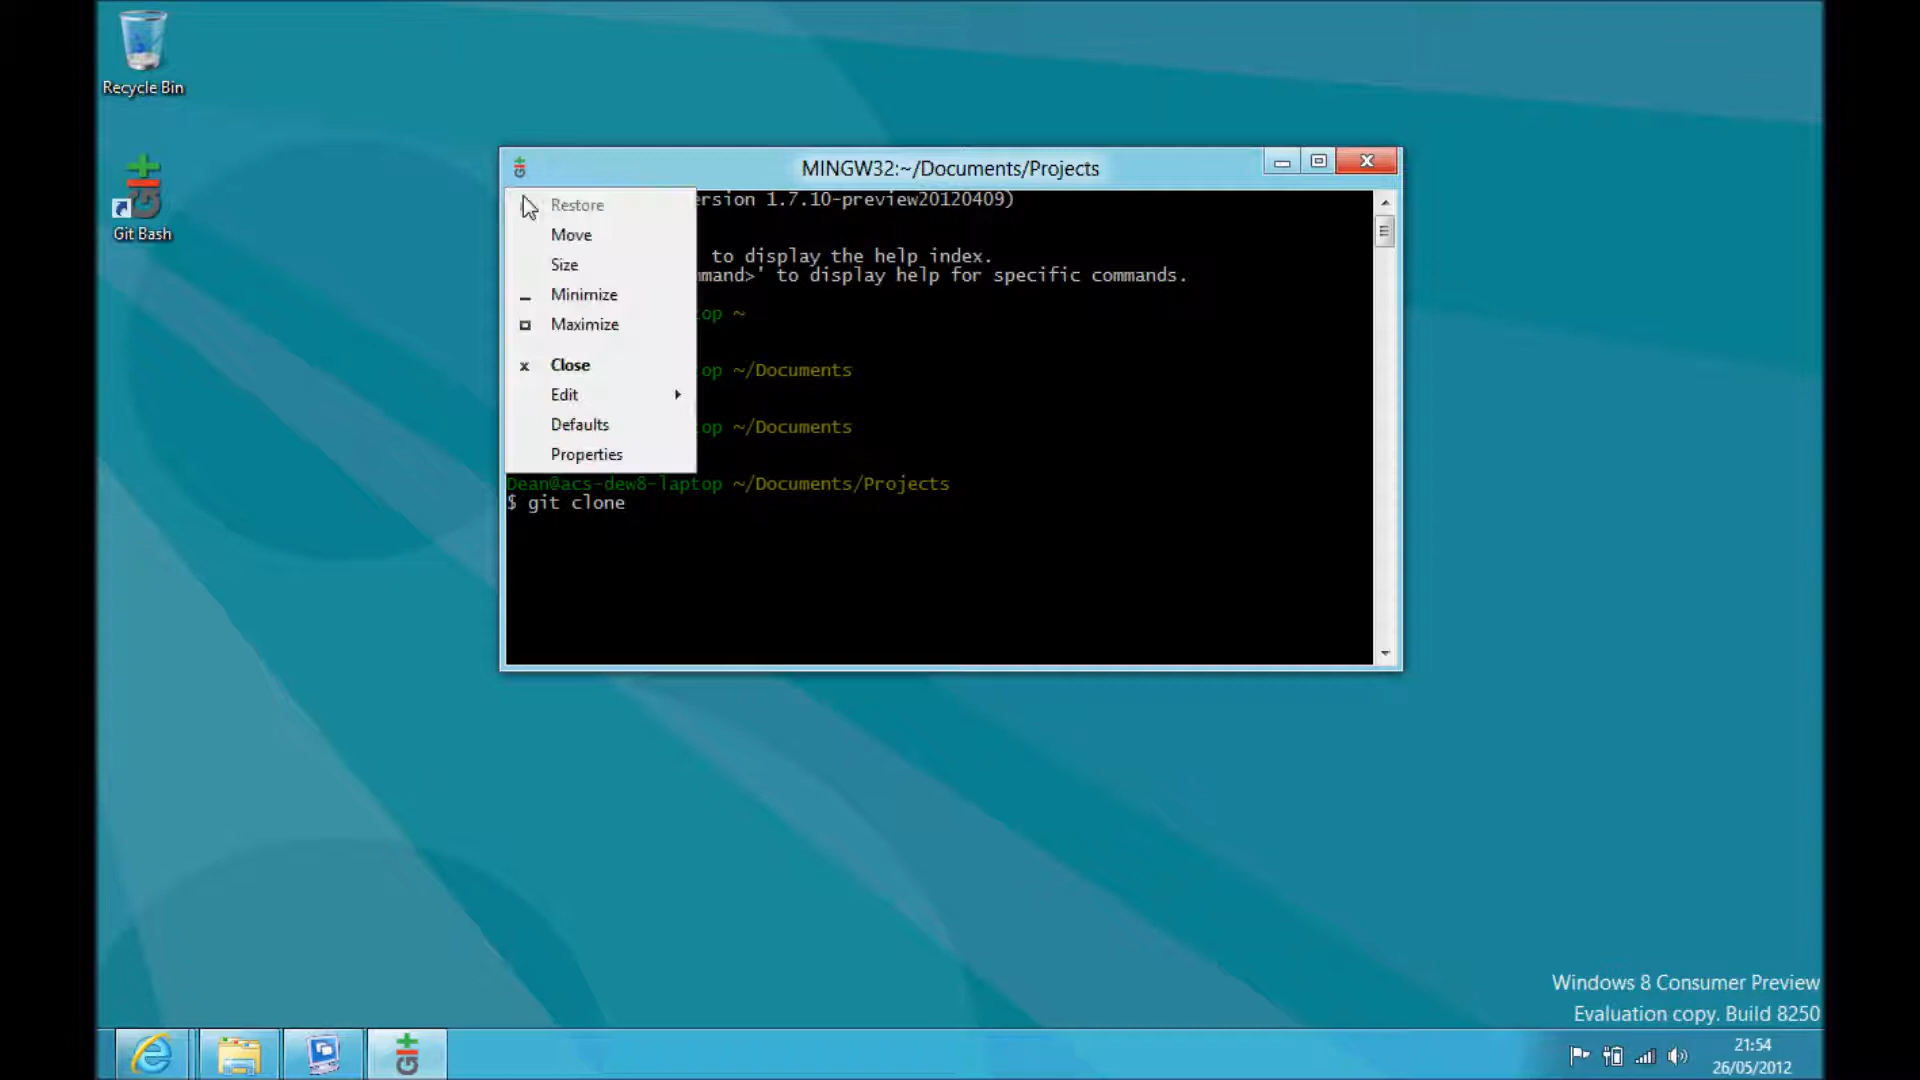 Recycle Bin
Git Bash
MINGW32:~/Documents/Projects
ersion 1.7.10-preview20120409)
to display the help index.
mmand>' to display help for specific commands.
top ~
op ~/Documents
op ~/Documents
Dean@acs-dew8-laptop ~/Documents/Projects
$ git clone
Restore
Move
Size
Minimize
Maximize
Close
Edit
Defaults
Properties
Windows 8 Consumer Preview
Evaluation copy. Build 8250
21:54
26/05/2012